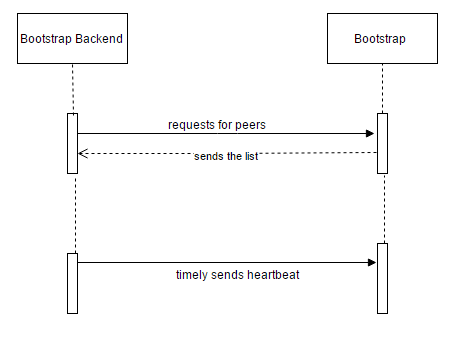 Bootstrap Backend
Bootstrap
requests for peers
sends the list
timely sends heartbeat